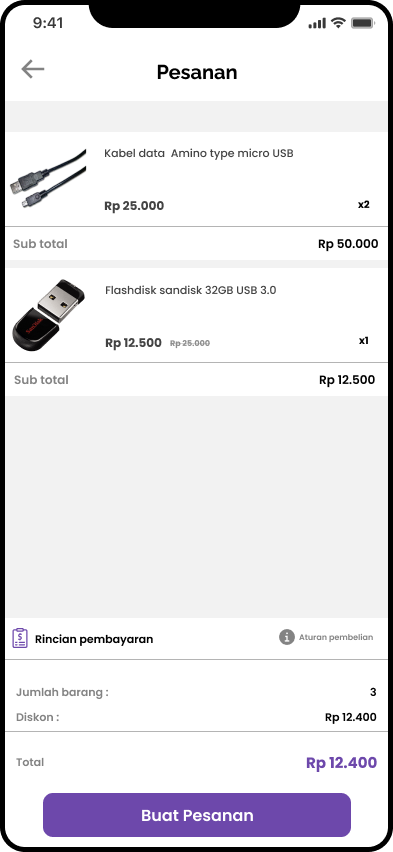 9:41
Pesanan
Kabel data  Amino type micro USB
Rp 25.000 x2
Sub total Rp 50.000
SanDisk
Flashdisk sandisk 32GB USB 3.0
Rp 12.500 Rp 25.000 x1
Sub total Rp 12.500
Rincian pembayaran Aturan pembelian
Jumlah barang : 3
Diskon : Rp 12.400
Total Rp 12.400
Buat Pesanan